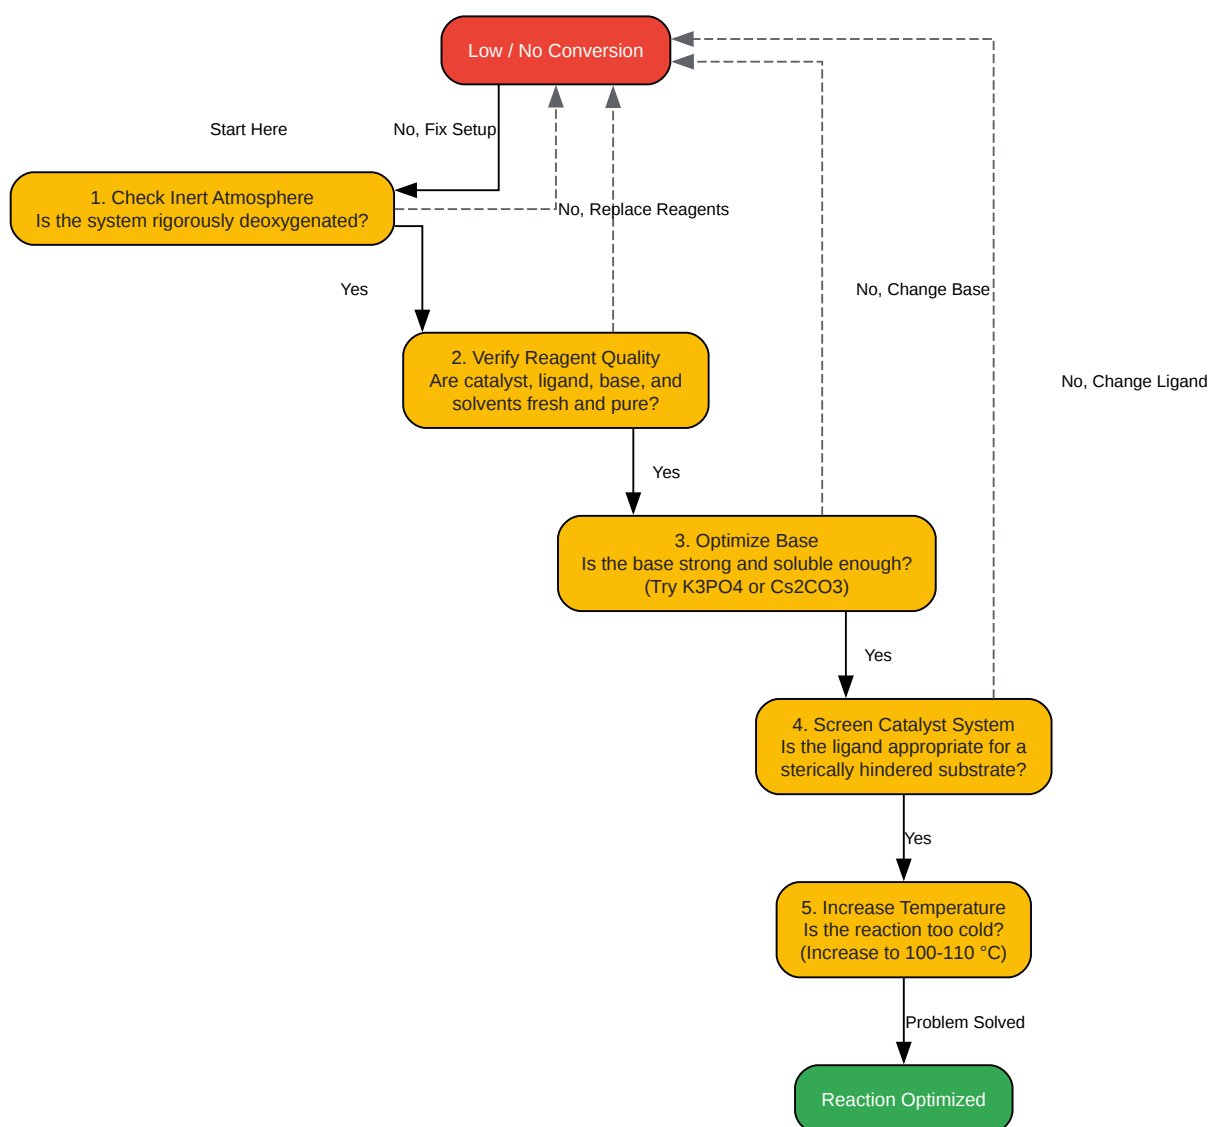 Low / No Conversion
Start Here
No, Fix Setup
1. Check Inert Atmosphere
Is the system rigorously deoxygenated?
No, Replace Reagents
Yes
No, Change Base
2. Verify Reagent Quality
Are catalyst, ligand, base, and
solvents fresh and pure?
No, Change Ligand
Yes
3. Optimize Base
Is the base strong and soluble enough?
(Try K3PO4 or Cs2CO3)
Yes
4. Screen Catalyst System
Is the ligand appropriate for a
sterically hindered substrate?
Yes
5. Increase Temperature
Is the reaction too cold?
(Increase to 100-110 °C)
Problem Solved
Reaction Optimized